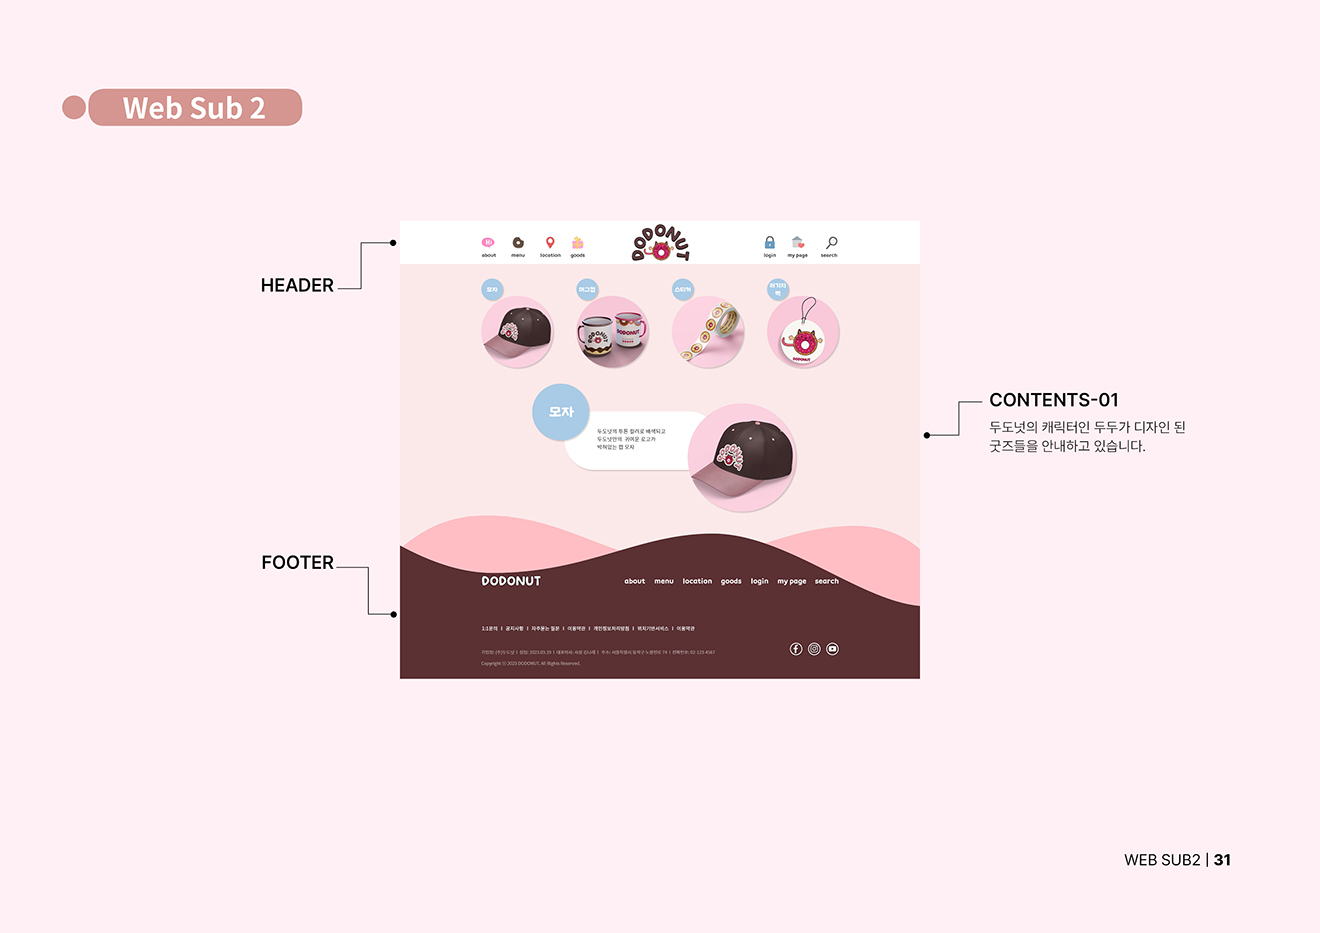 Web Sub 2
HEADER
Hi
about
menu
location
goods
DODONUT
login
my page
search
모자
머그컵
스티커
러기지
택
DODONUT
DODONUT
DODONUT
모자
두도넛의 투톤 컬러로 배색되고
두도넛만의 귀여운 로고가
박혀있는 캡 모자
CONTENTS-01
두도넛의 캐릭터인 두두가 디자인 된
굿즈들을 안내하고 있습니다.
FOOTER
DODONUT
about menu location goods login my page search
1:1문의 I 공지사항 I 자주묻는 질문 I 이용약관 I 개인정보처리방침 I 위치기반서비스 I 이용약관
Copyright ⓒ 2023 DODONUT. All Rights Reserved.
WEB SUB2 | 31